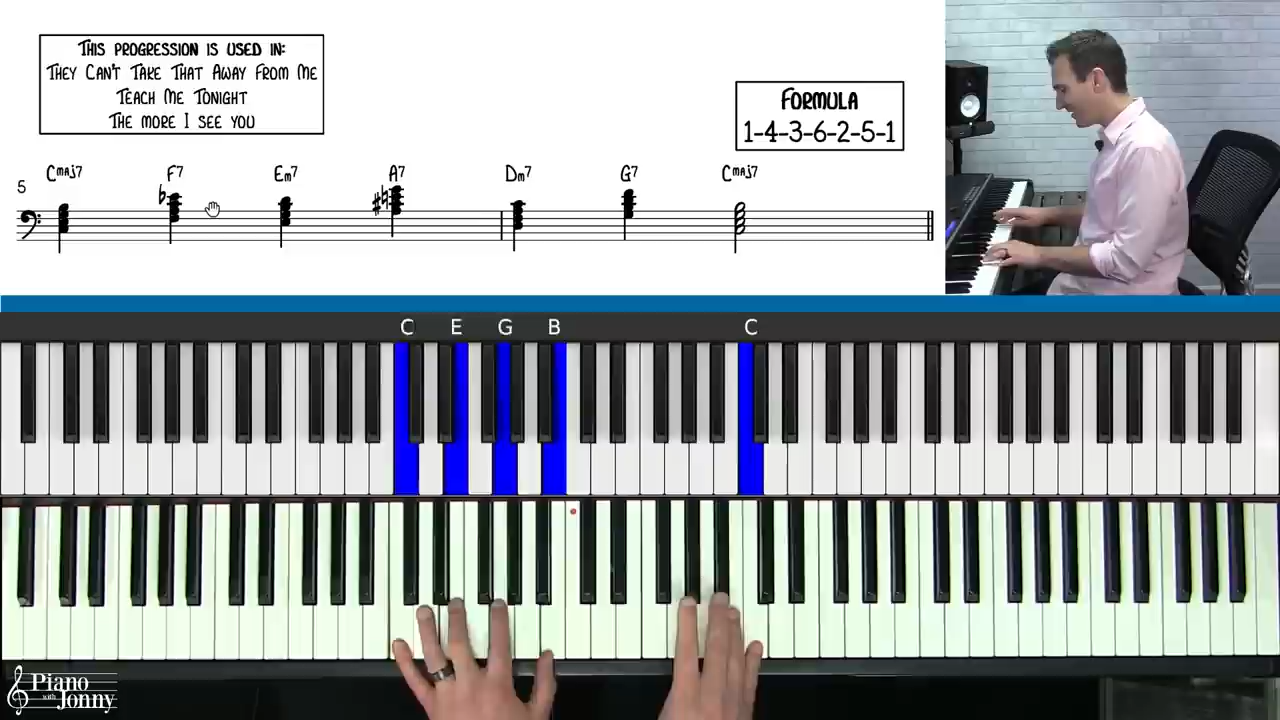 THIS PROGRESSION IS USED IN:
THEY CAN'T TAKE THAT AWAY FROM ME
TEACH ME TONIGHT
THE MORE I SEE YOU
FORMULA
1-4-3-6-2-5-1
CMAJ7 F7 EM7 A7 DM7 G7 CMAJ7
5
C E G B C
Piano
with
Jonny